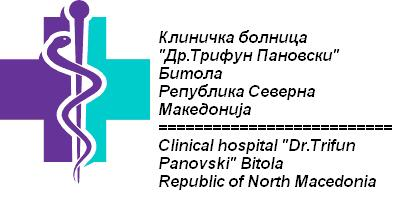 Клиничка болница
"Др.Трифун Пановски"
Битола
Република Северна
Македонија
==========================
Clinical hospital "Dr.Trifun
Panovski" Bitola
Republic of North Macedonia